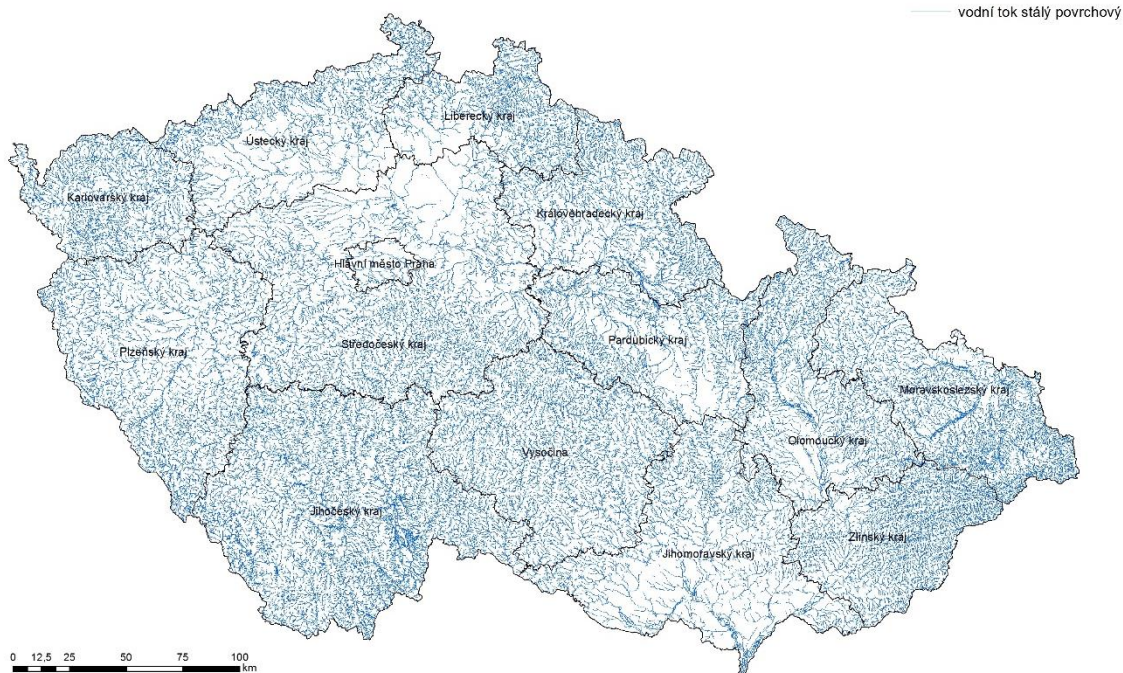 vodní tok stálý povrchový
Liberecký kraj
Ústecký kraj
Karlovarský kraj
Královéhradecký kraj
Hlavní město Praha
Středočeský kraj
Pardubický kraj
Plzeňský kraj
Moravskoslezský kraj
Olomoucký kraj
Vysočina
Jihočeský kraj
Zlínský kraj
Jihomoravský kraj
0 12,5 25 50 75 100
km